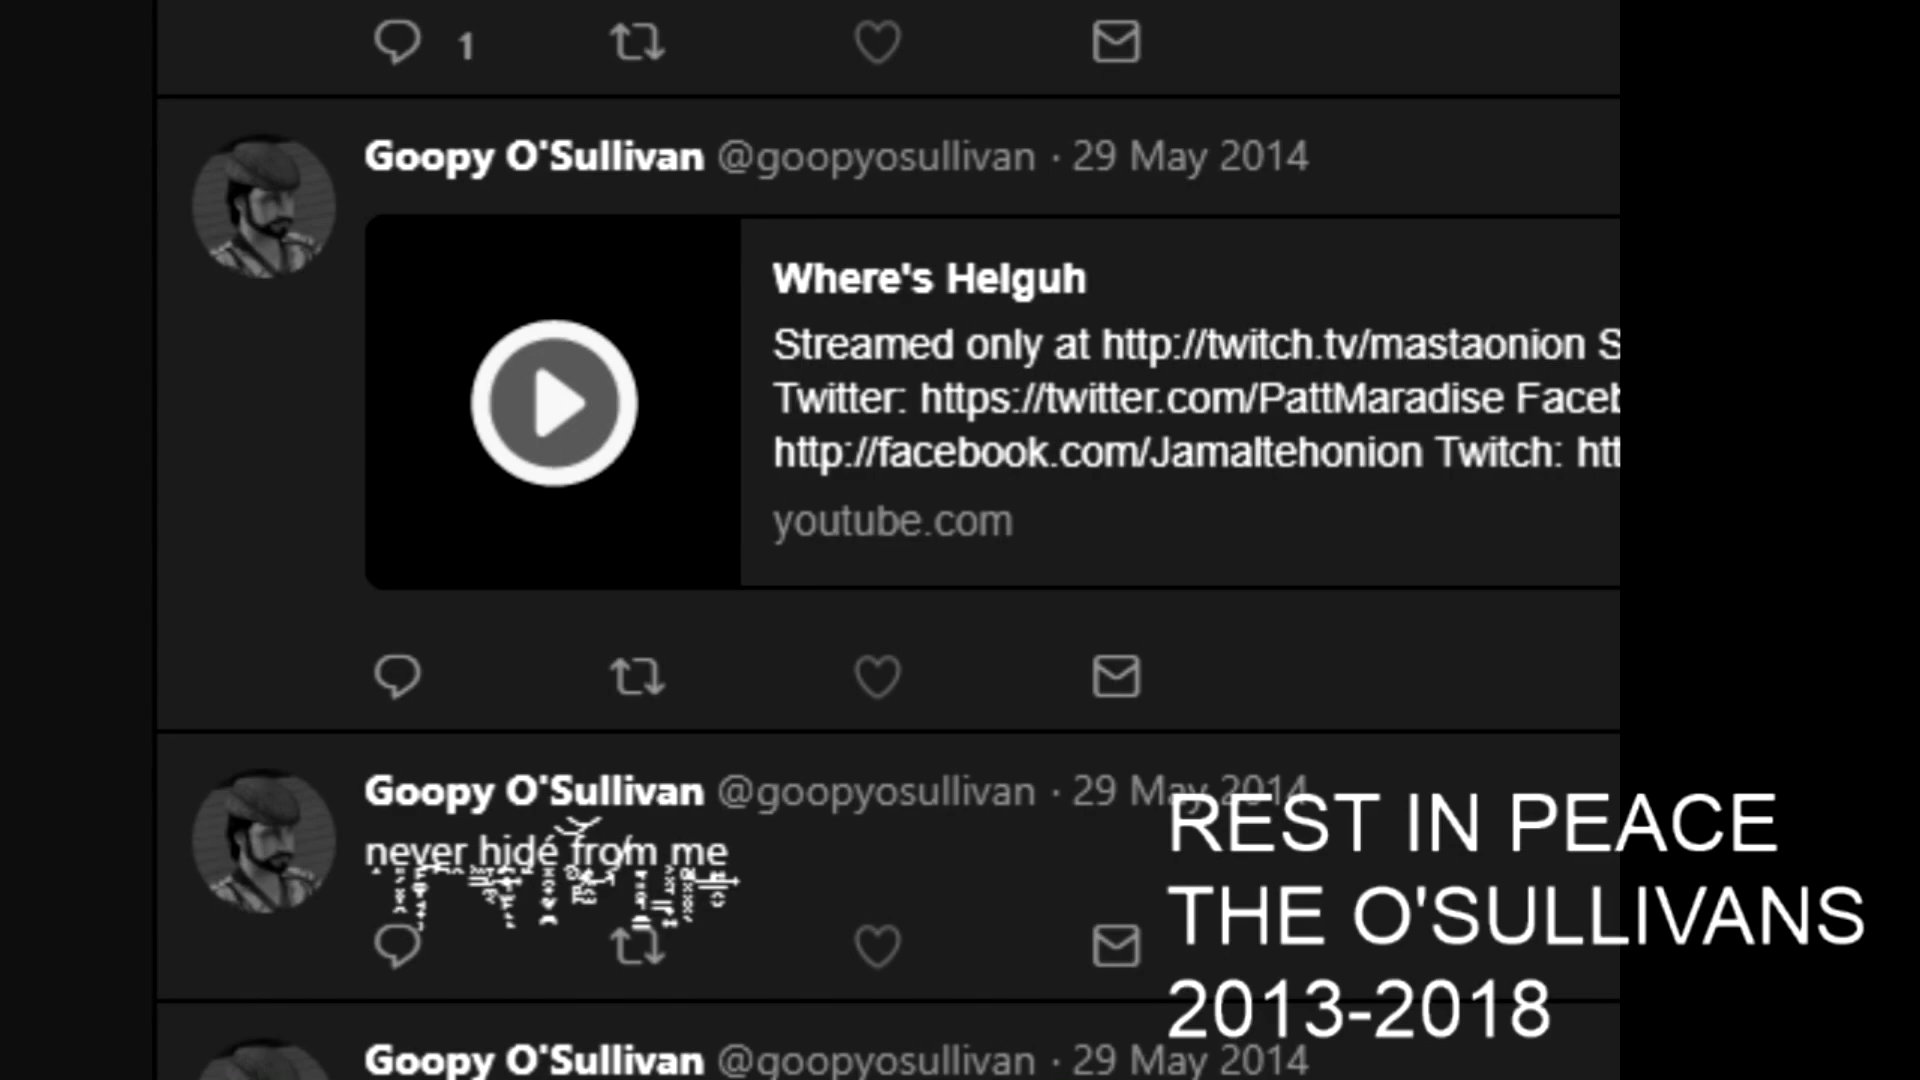 1
Goopy O'Sullivan @goopyosullivan · 29 May 2014
Where's Helguh
Streamed only at http://twitch.tv/mastaonion S
Twitter: https://twitter.com/PattMaradise Faceb
http://facebook.com/Jamaltehonion Twitch: htt
youtube.com
Goopy O'Sullivan @goopyosullivan · 29 May 2014
never hide from me
REST IN PEACE
THE O'SULLIVANS
2013-2018
Goopy O'Sullivan @goopyosullivan · 29 May 2014